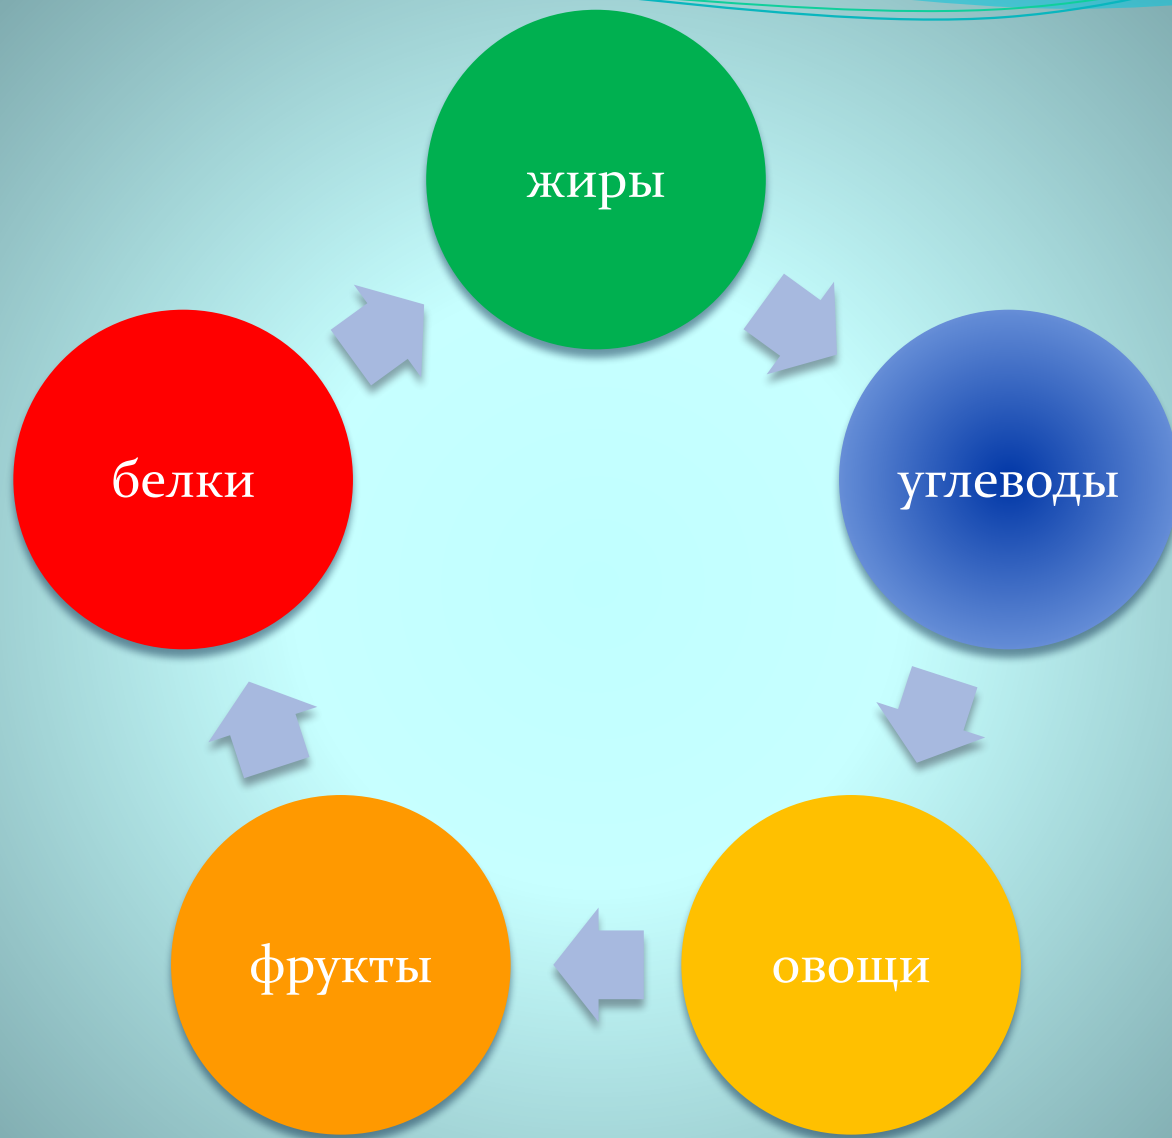 жиры
белки
углеводы
фрукты
овощи